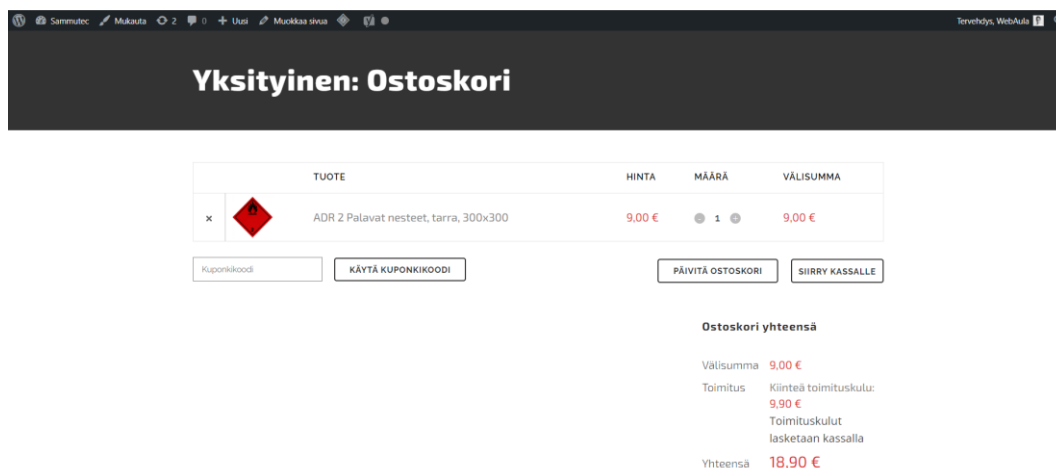 Sammutec Mukauta 2 0 Uusi Muokkaa sivua Tervehdys, WebAula
Yksityinen: Ostoskori
TUOTE HINTA MÄÄRÄ VÄLISUMMA
× ADR 2 Palavat nesteet, tarra, 300x300 9,00 € 1 9,00 €
Kuponkikoodi KÄYTÄ KUPONKIKOODI PÄIVITÄ OSTOSKORI SIIRRY KASSALLE
Ostoskori yhteensä
Välisumma 9,00 €
Toimitus Kiinteä toimituskulu:
9,90 €
Toimituskulut
lasketaan kassalla
Yhteensä 18,90 €